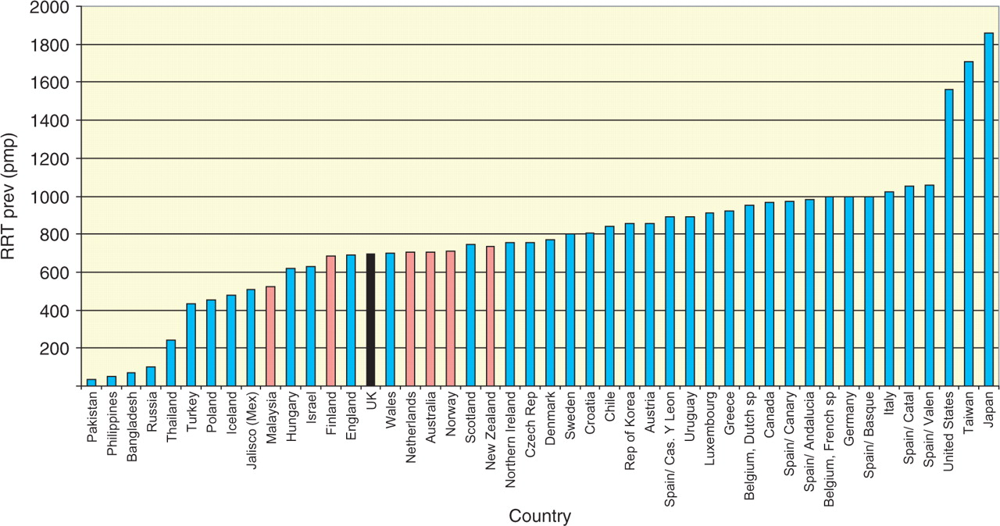 2000
1800
1600
1400
1200
1000
800
600
400
200
RRT prev (pmp)
Pakistan
Philippines
Bangladesh
Russia
Thailand
Turkey
Poland
Iceland
Jalisco (Mex)
Malaysia
Hungary
Israel
Finland
England
UK
Wales
Netherlands
Australia
Norway
Scotland
New Zealand
Northern Ireland
Czech Rep
Denmark
Sweden
Croatia
Chile
Rep of Korea
Austria
Spain/ Cas. Y Leon
Uruguay
Luxembourg
Greece
Belgium, Dutch sp
Canada
Spain/ Canary
Spain/ Andalucia
Belgium, French sp
Germany
Spain/ Basque
Italy
Spain/ Catal
Spain/ Valen
United States
Taiwan
Japan
Country